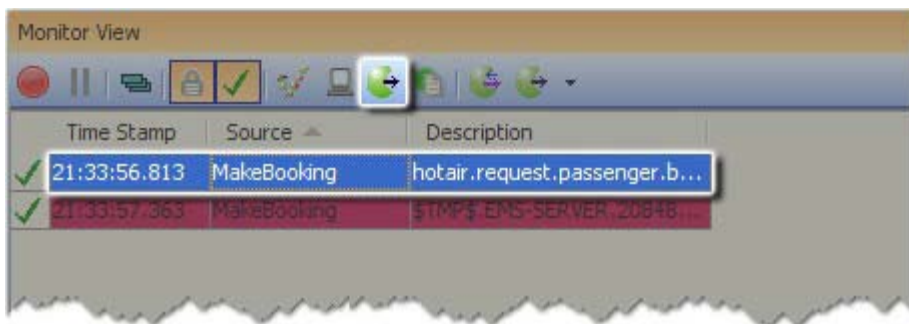 Monitor View
Time Stamp Source Description
21:33:56.813 MakeBooking hotair.request.passenger.b...
21:33:57.363 MakeBooking $TMP$.EMS-SERVER.20848...